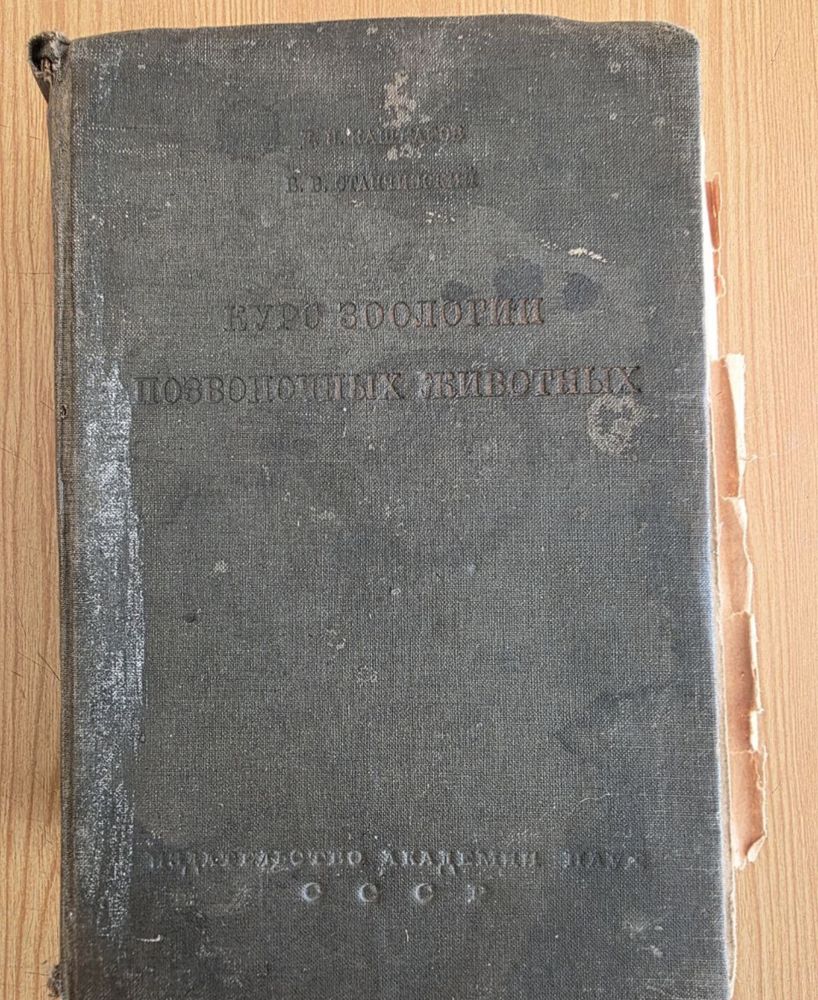 Д. Н. КАШКАРОВ
В. В. СТАНЧИНСКИЙ
КУРС ЗООЛОГИИ
ПОЗВОНОЧНЫХ ЖИВОТНЫХ
ИЗДАТЕЛЬСТВО АКАДЕМИИ НАУК
СССР